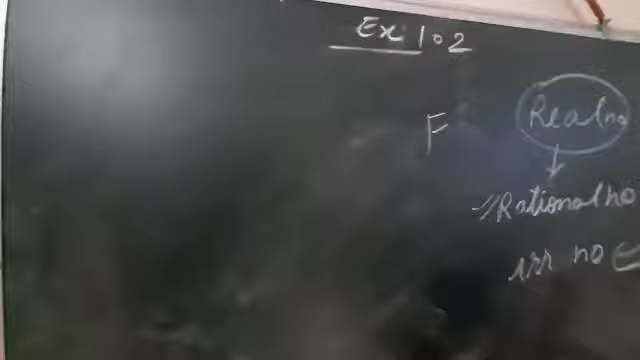 Ex 1.2
F
Real no
Rational no
irr no